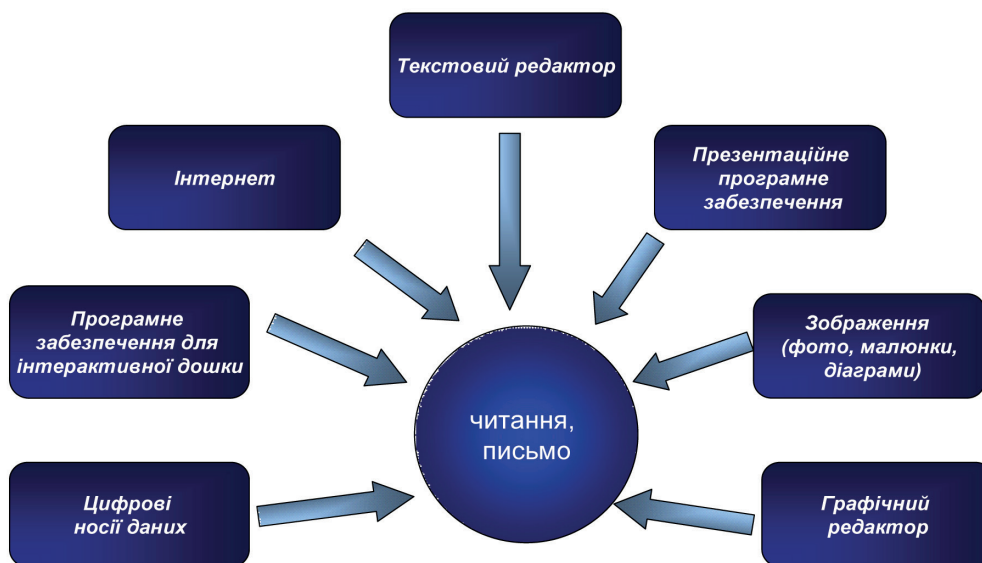 Текстовий редактор
Інтернет
Презентаційне
програмне
забезпечення
Програмне
забезпечення для
інтерактивної дошки
Зображення
(фото, малюнки,
діаграми)
читання,
письмо
Цифрові
носії даних
Графічний
редактор